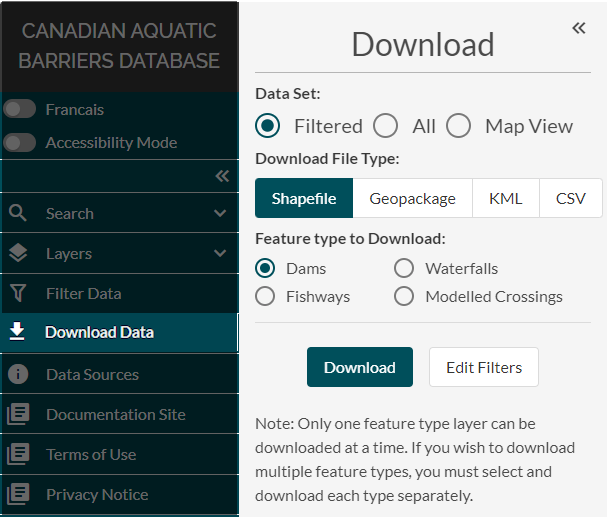 CANADIAN AQUATIC
BARRIERS DATABASE
Francais
Accessibility Mode
Search
Layers
Filter Data
Download Data
Data Sources
Documentation Site
Terms of Use
Privacy Notice
Download
Data Set:
Filtered All Map View
Download File Type:
Shapefile Geopackage KML CSV
Feature type to Download:
Dams Waterfalls
Fishways Modelled Crossings
Download Edit Filters
Note: Only one feature type layer can be
downloaded at a time. If you wish to download
multiple feature types, you must select and
download each type separately.